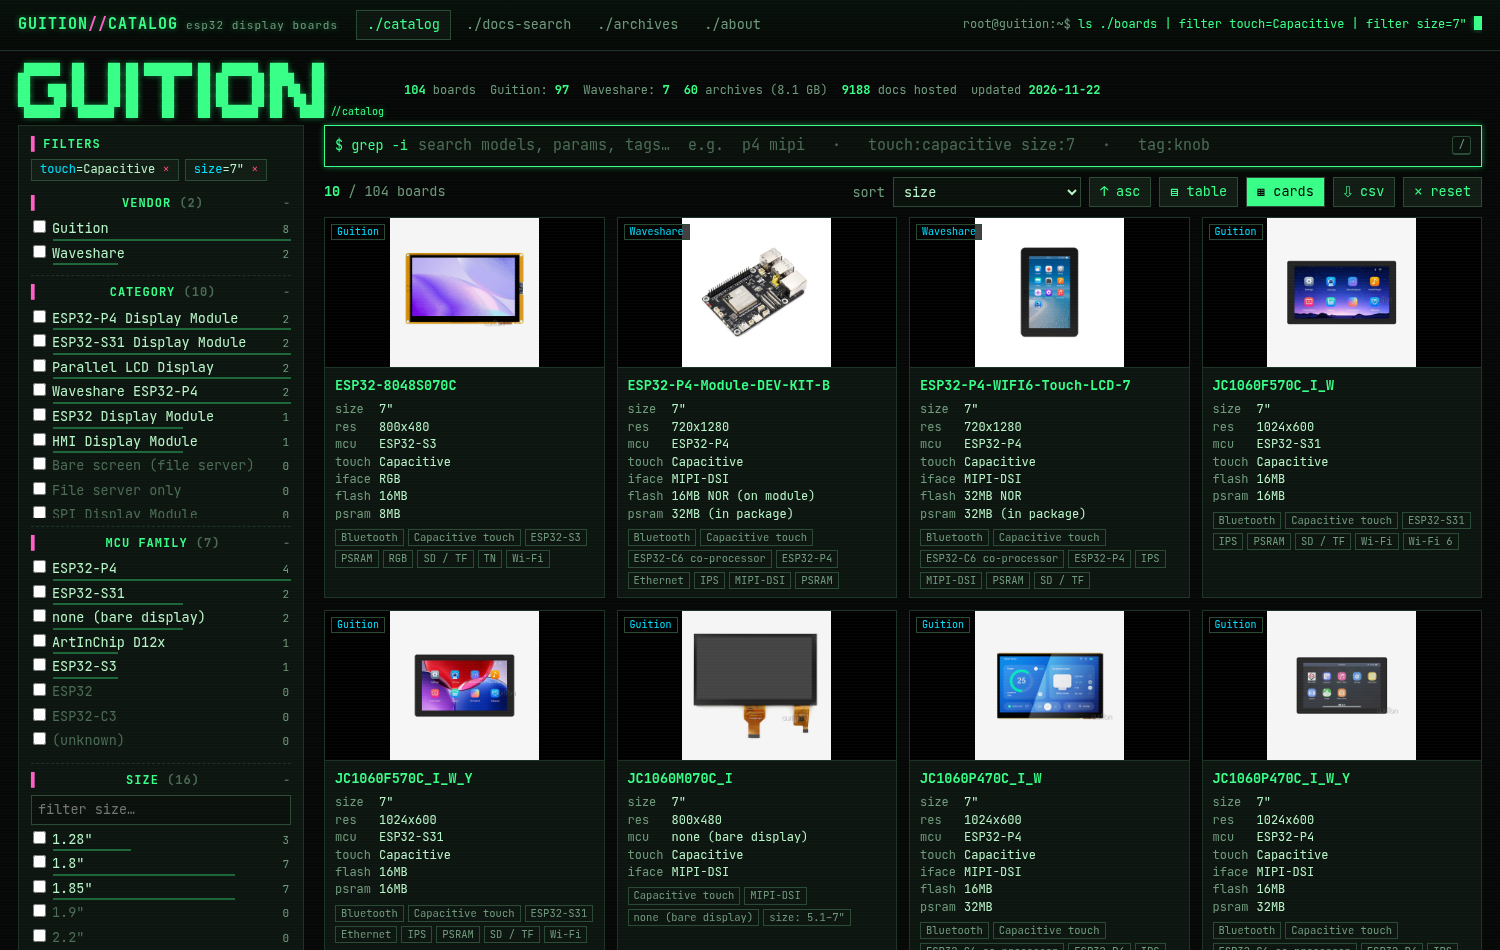 GUITION//CATALOG esp32 display boards ./catalog ./docs-search ./archives ./about root@guition:~$ ls ./boards | filter touch=Capacitive | filter size=7"
GUITION //catalog
104 boards Guition: 97 Waveshare: 7 60 archives (8.1 GB) 9188 docs hosted updated 2026-11-22
FILTERS
touch=Capacitive ×
size=7" ×
VENDOR (2) -
Guition 8
Waveshare 2
CATEGORY (10) -
ESP32-P4 Display Module 2
ESP32-S31 Display Module 2
Parallel LCD Display 2
Waveshare ESP32-P4 2
ESP32 Display Module 1
HMI Display Module 1
Bare screen (file server) 0
File server only 0
SPI Display Module 0
MCU FAMILY (7) -
ESP32-P4 4
ESP32-S31 2
none (bare display) 2
ArtInChip D12x 1
ESP32-S3 1
ESP32 0
ESP32-C3 0
(unknown) 0
SIZE (16) -
filter size…
1.28" 3
1.8" 7
1.85" 7
1.9" 0
2.2" 0
$ grep -i search models, params, tags… e.g. p4 mipi · touch:capacitive size:7 · tag:knob /
10 / 104 boards
sort size ↑ asc ▤ table ▦ cards ⇩ csv × reset
Guition
ESP32-8048S070C
size 7"
res 800x480
mcu ESP32-S3
touch Capacitive
iface RGB
flash 16MB
psram 8MB
Bluetooth Capacitive touch ESP32-S3
PSRAM RGB SD / TF TN Wi-Fi
Waveshare
ESP32-P4-Module-DEV-KIT-B
size 7"
res 720x1280
mcu ESP32-P4
touch Capacitive
iface MIPI-DSI
flash 16MB NOR (on module)
psram 32MB (in package)
Bluetooth Capacitive touch
ESP32-C6 co-processor ESP32-P4
Ethernet IPS MIPI-DSI PSRAM
Waveshare
ESP32-P4-WIFI6-Touch-LCD-7
size 7"
res 720x1280
mcu ESP32-P4
touch Capacitive
iface MIPI-DSI
flash 32MB NOR
psram 32MB (in package)
Bluetooth Capacitive touch
ESP32-C6 co-processor ESP32-P4 IPS
MIPI-DSI PSRAM SD / TF
Guition
JC1060F570C_I_W
size 7"
res 1024x600
mcu ESP32-S31
touch Capacitive
flash 16MB
psram 16MB
Bluetooth Capacitive touch ESP32-S31
IPS PSRAM SD / TF Wi-Fi Wi-Fi 6
Guition
JC1060F570C_I_W_Y
size 7"
res 1024x600
mcu ESP32-S31
touch Capacitive
flash 16MB
psram 16MB
Bluetooth Capacitive touch ESP32-S31
Ethernet IPS PSRAM SD / TF Wi-Fi
Guition
JC1060M070C_I
size 7"
res 800x480
mcu none (bare display)
touch Capacitive
iface MIPI-DSI
Capacitive touch MIPI-DSI
none (bare display) size: 5.1–7"
Guition
25
JC1060P470C_I_W
size 7"
res 1024x600
mcu ESP32-P4
touch Capacitive
iface MIPI-DSI
flash 16MB
psram 32MB
Bluetooth Capacitive touch
ESP32-C6 co-processor ESP32-P4 IPS
Guition
JC1060P470C_I_W_Y
size 7"
res 1024x600
mcu ESP32-P4
touch Capacitive
iface MIPI-DSI
flash 16MB
psram 32MB
Bluetooth Capacitive touch
ESP32-C6 co-processor ESP32-P4 IPS